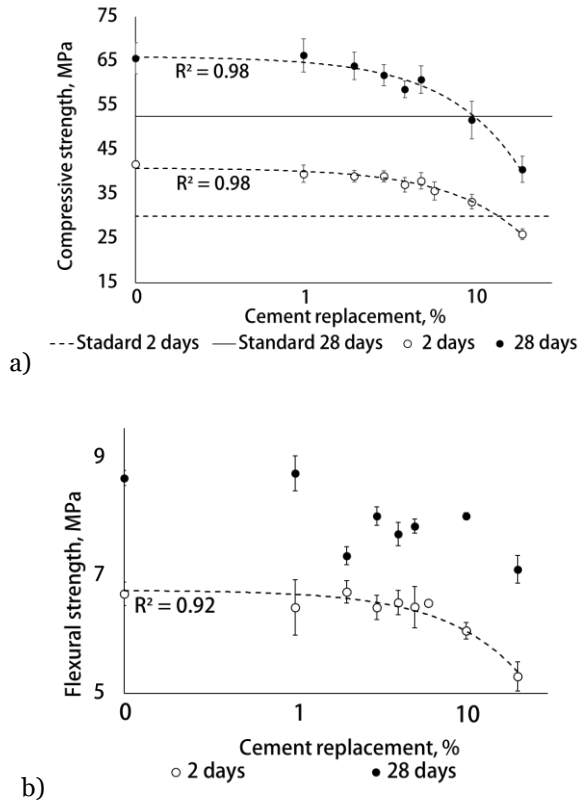 75
65
55
45
35
25
15
Compressive strength, MPa
R² = 0.98
R² = 0.98
0
1
10
Cement replacement, %
Stadard 2 days
Standard 28 days
2 days
28 days
a)
9
7
5
Flexural strength, MPa
R² = 0.92
0
1
10
Cement replacement, %
2 days
28 days
b)